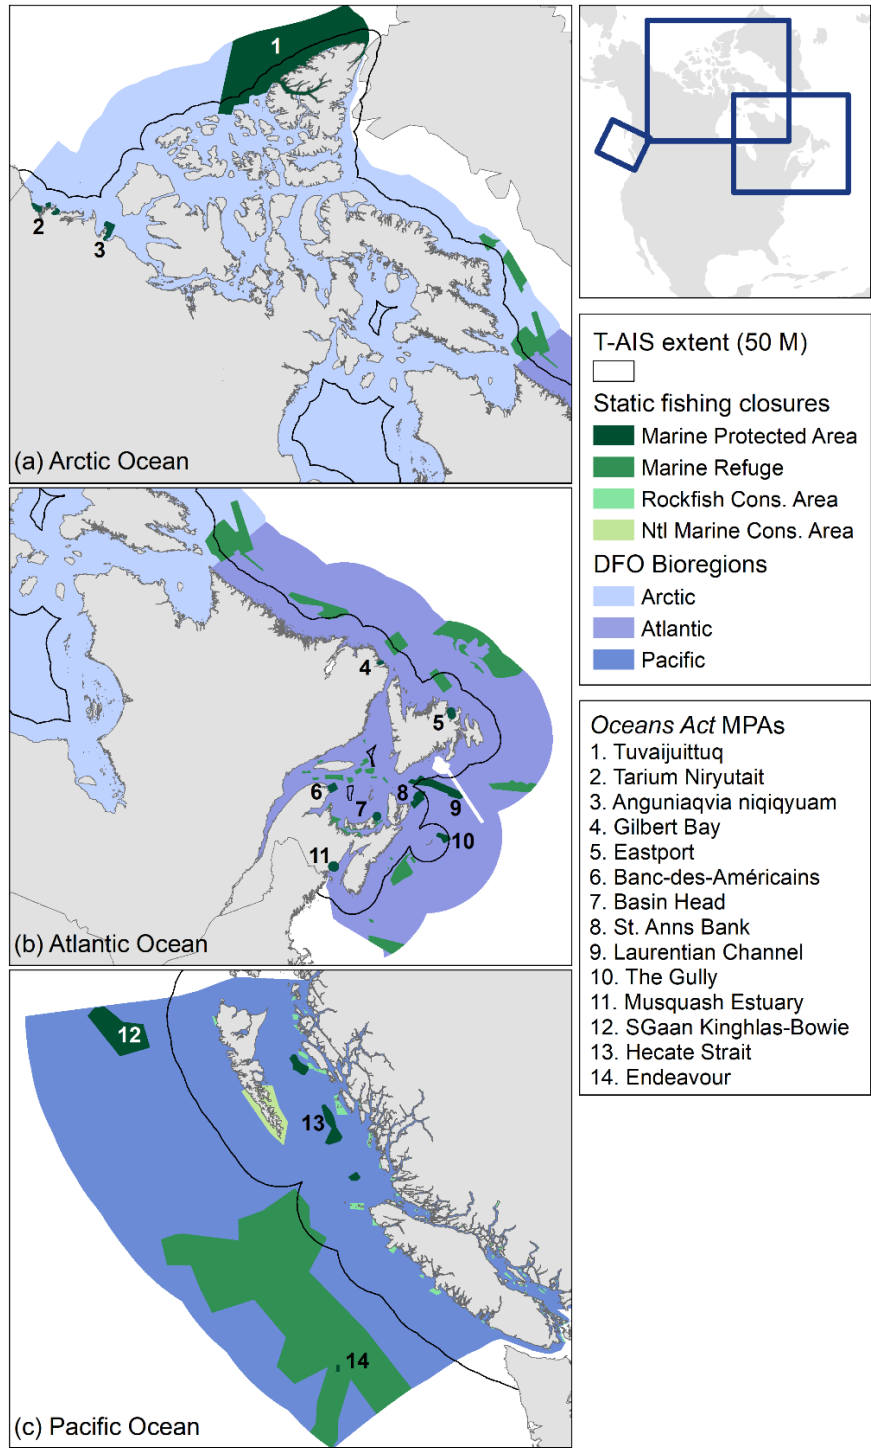 1
2
3
(a) Arctic Ocean
4
5
6
7
8
9
10
11
(b) Atlantic Ocean
12
13
14
(c) Pacific Ocean
T-AIS extent (50 M)
Static fishing closures
Marine Protected Area
Marine Refuge
Rockfish Cons. Area
Ntl Marine Cons. Area
DFO Bioregions
Arctic
Atlantic
Pacific
Oceans Act MPAs
1. Tuvaijuittuq
2. Tarium Niryutait
3. Anguniaqvia niqiqyuam
4. Gilbert Bay
5. Eastport
6. Banc-des-Américains
7. Basin Head
8. St. Anns Bank
9. Laurentian Channel
10. The Gully
11. Musquash Estuary
12. SGaan Kinghlas-Bowie
13. Hecate Strait
14. Endeavour